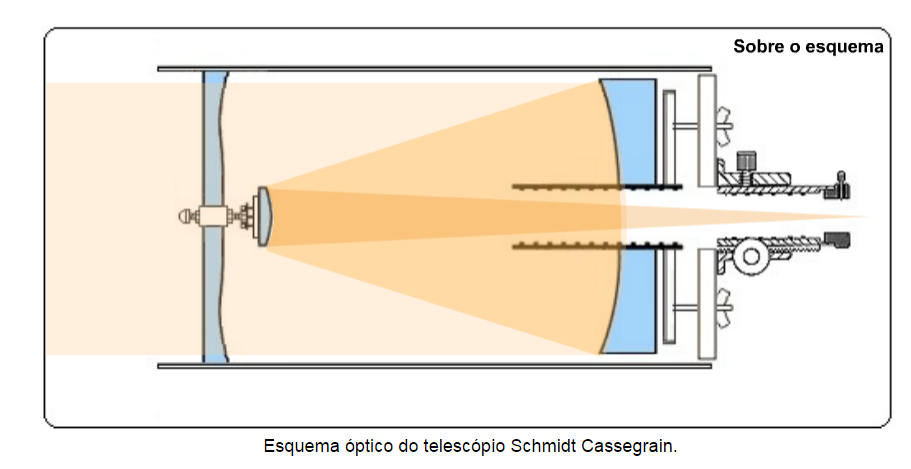 Sobre o esquema
Esquema óptico do telescópio Schmidt Cassegrain.